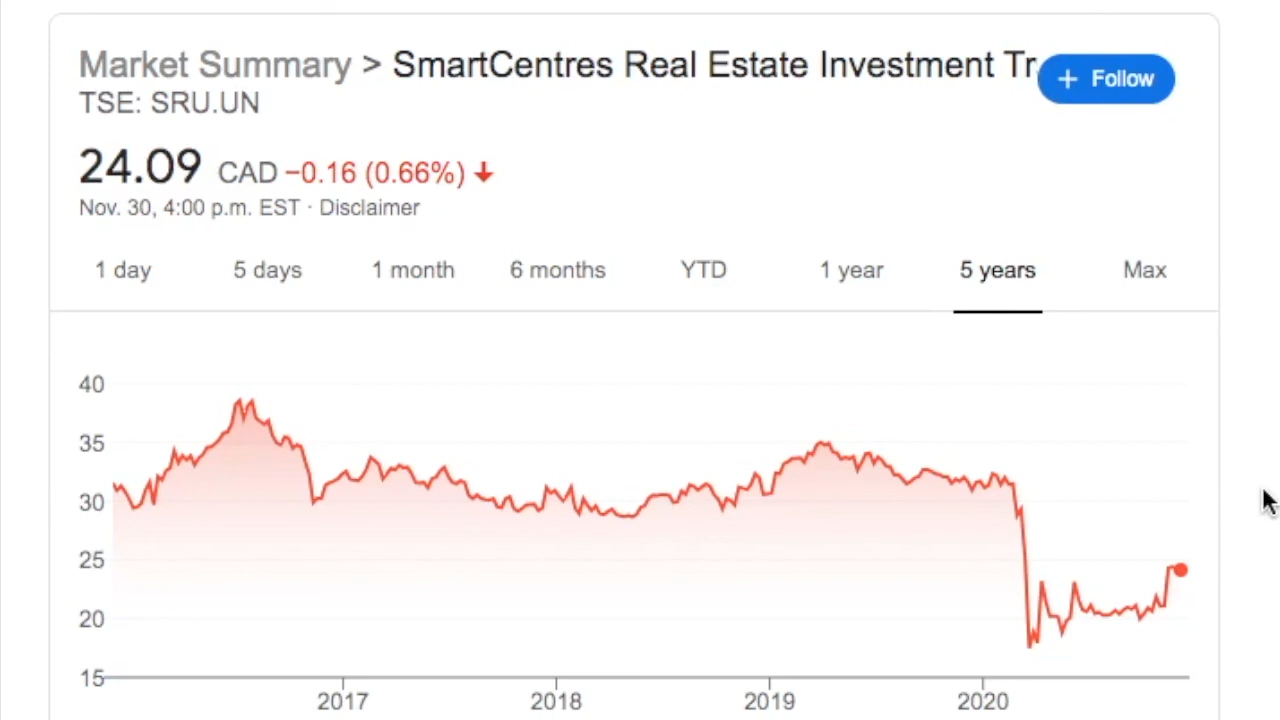 Market Summary > SmartCentres Real Estate Investment Tr
+ Follow
TSE: SRU.UN
24.09 CAD −0.16 (0.66%) ↓
Nov. 30, 4:00 p.m. EST · Disclaimer
1 day 5 days 1 month 6 months YTD 1 year 5 years Max
40
35
30
25
20
15
2017 2018 2019 2020